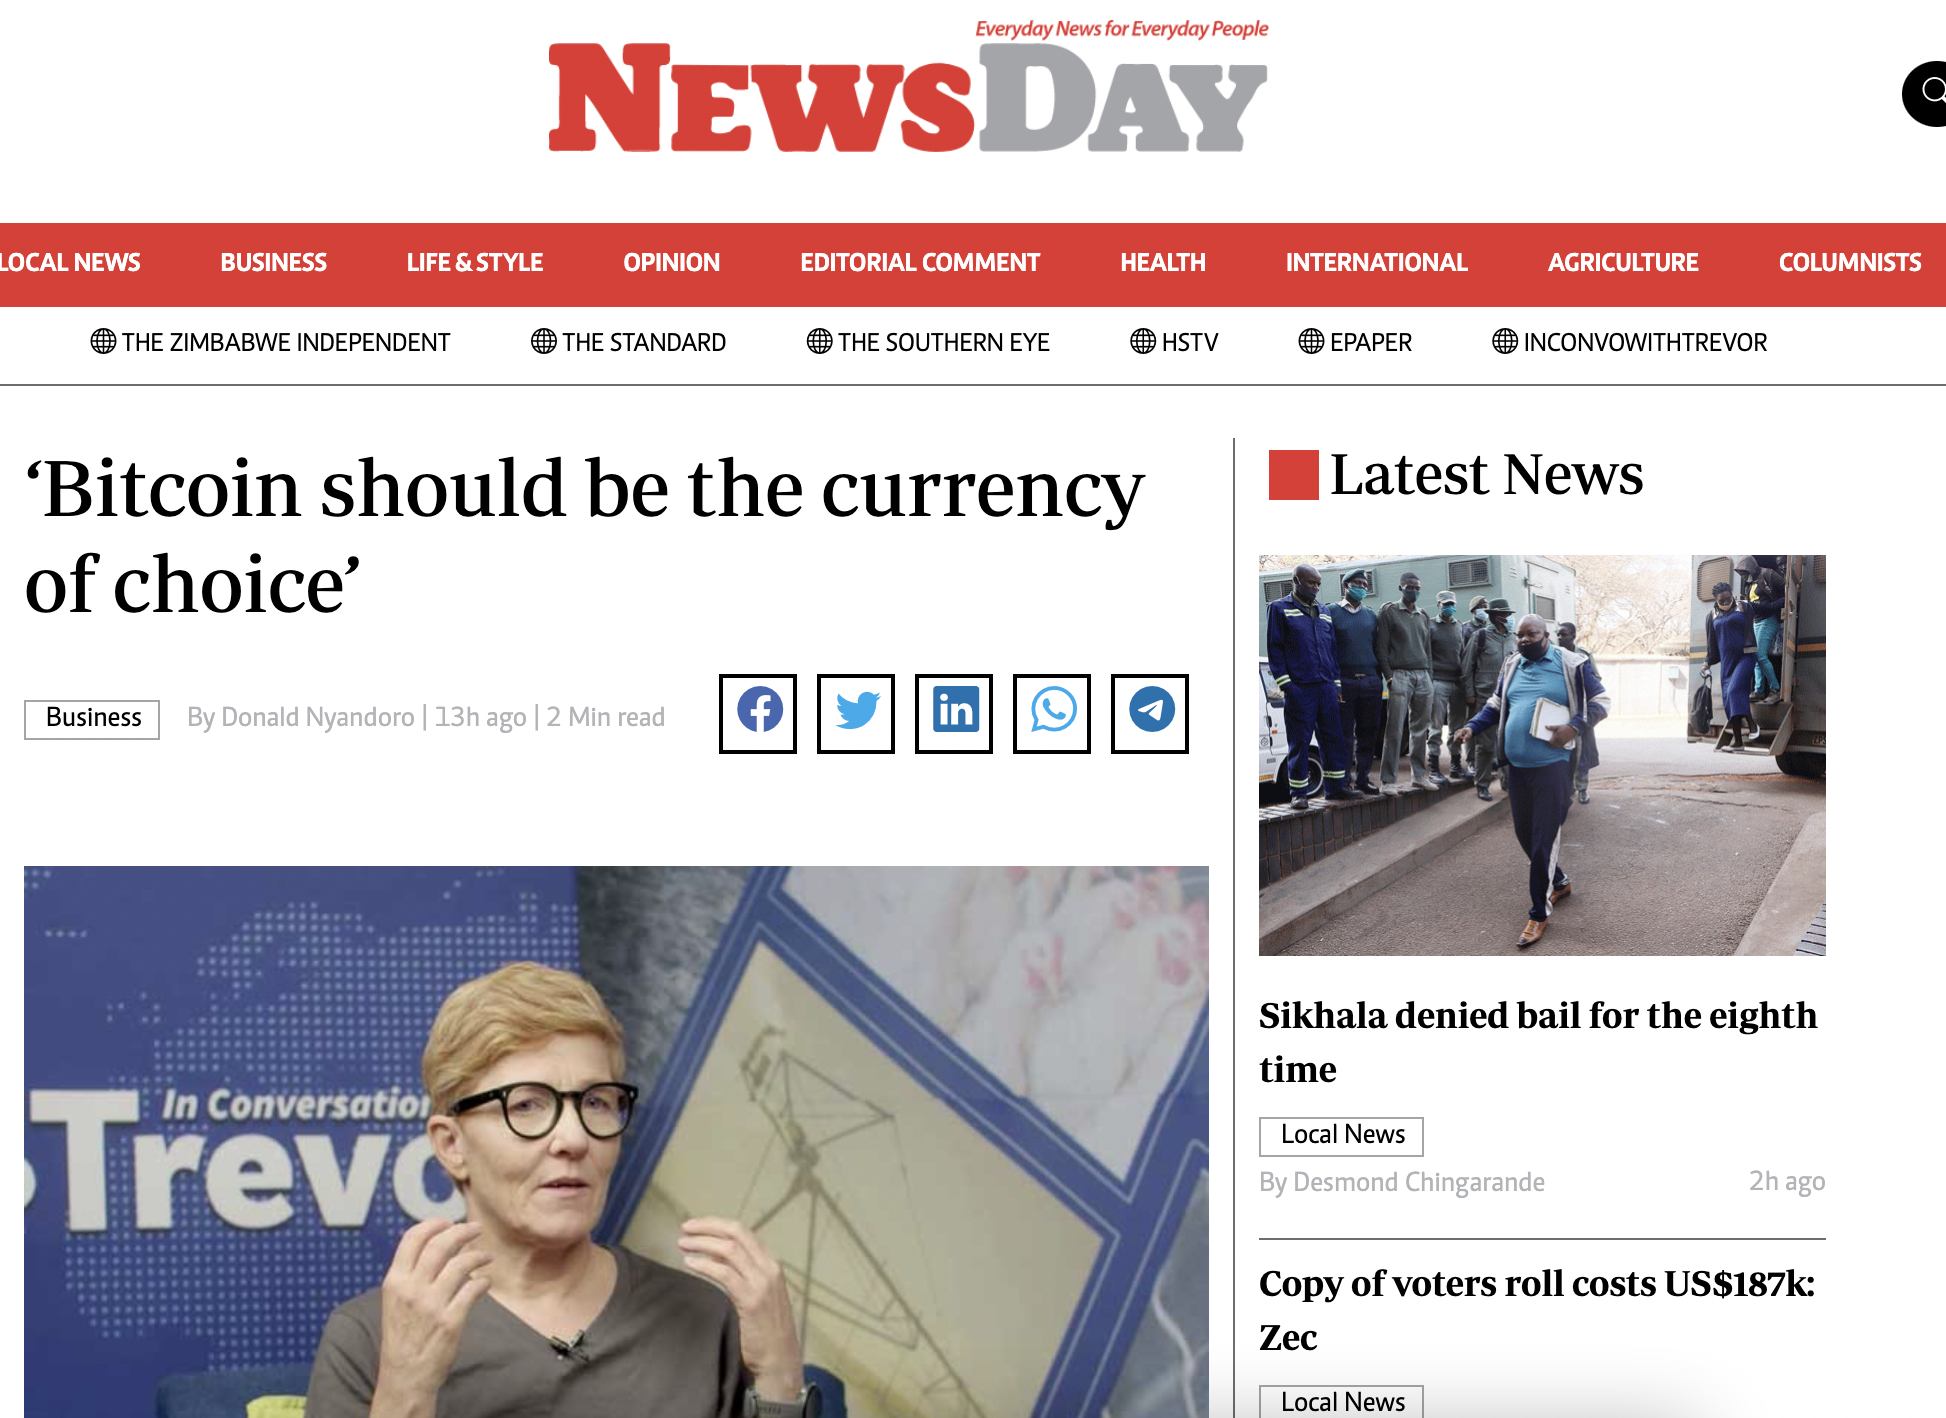 Everyday News for Everyday People
NEWSDAY
LOCAL NEWS BUSINESS LIFE & STYLE OPINION EDITORIAL COMMENT HEALTH INTERNATIONAL AGRICULTURE COLUMNISTS
THE ZIMBABWE INDEPENDENT THE STANDARD THE SOUTHERN EYE HSTV EPAPER INCONVOWITHTREVOR
‘Bitcoin should be the currency
of choice’
Business By Donald Nyandoro | 13h ago | 2 Min read
In Conversation
Trevo
Latest News
Sikhala denied bail for the eighth
time
Local News
By Desmond Chingarande 2h ago
Copy of voters roll costs US$187k:
Zec
Local News